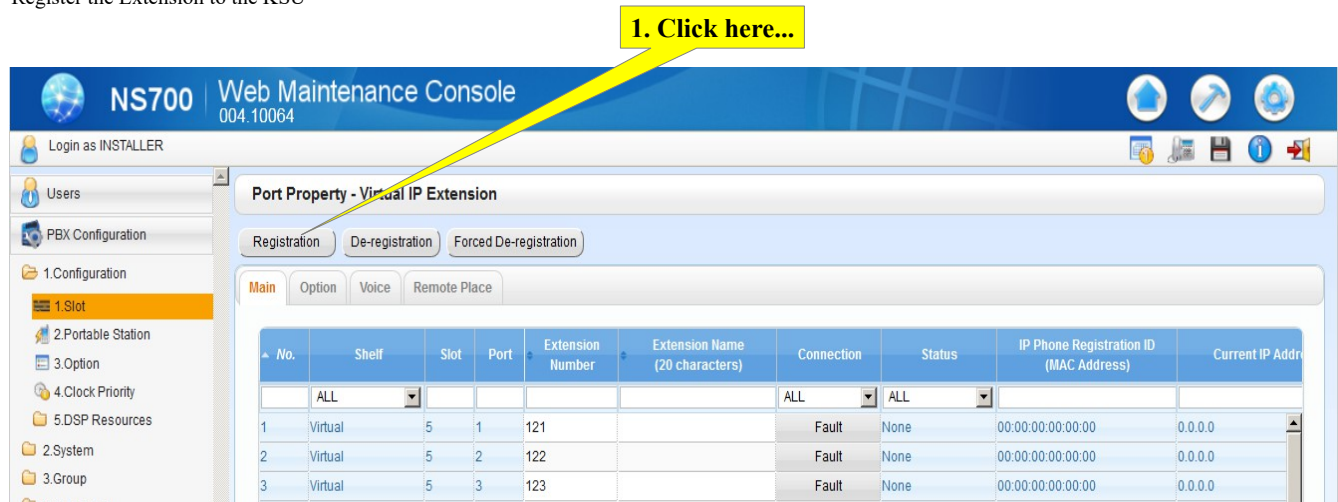 Register the Extension to the KSU
1. Click here...
NS700 Web Maintenance Console
004.10064
Login as INSTALLER
Users
PBX Configuration
1.Configuration
1.Slot
2.Portable Station
3.Option
4.Clock Priority
5.DSP Resources
2.System
3.Group
Port Property - Virtual IP Extension
Registration De-registration Forced De-registration
Main Option Voice Remote Place
No. Shelf Slot Port Extension Number Extension Name (20 characters) Connection Status IP Phone Registration ID (MAC Address) Current IP Addre
ALL ALL ALL
1 Virtual 5 1 121 Fault None 00:00:00:00:00:00 0.0.0.0
2 Virtual 5 2 122 Fault None 00:00:00:00:00:00 0.0.0.0
3 Virtual 5 3 123 Fault None 00:00:00:00:00:00 0.0.0.0